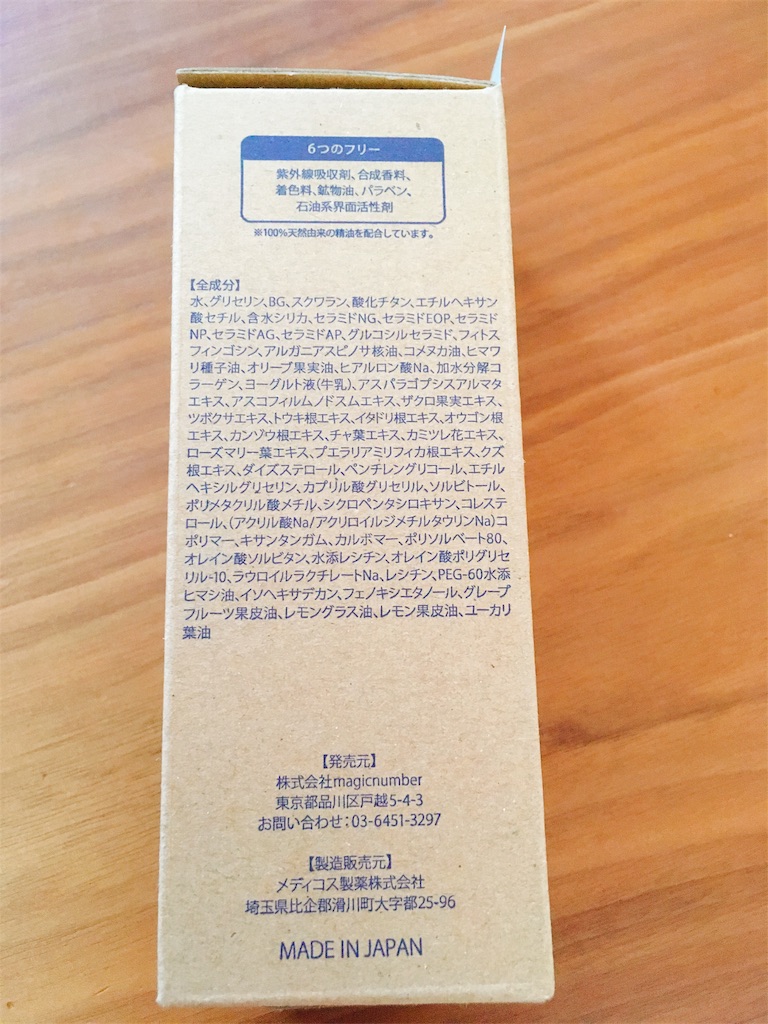 6つのフリー
紫外線吸収剤、合成香料、
着色料、鉱物油、パラベン、
石油系界面活性剤
※100%天然由来の精油を配合しています。
【全成分】
水、グリセリン、BG、スクワラン、酸化チタン、エチルヘキサン
酸セチル、含水シリカ、セラミドNG、セラミドEOP、セラミド
NP、セラミドAG、セラミドAP、グルコシルセラミド、フィトス
フィンゴシン、アルガニアスピノサ核油、コメヌカ油、ヒマワ
リ種子油、オリーブ果実油、ヒアルロン酸Na、加水分解コ
ラーゲン、ヨーグルト液(牛乳)、アスパラゴプシスアルマタ
エキス、アスコフィルムノドスムエキス、ザクロ果実エキス、
ツボクサエキス、トウキ根エキス、イタドリ根エキス、オウゴン根
エキス、カンゾウ根エキス、チャ葉エキス、カミツレ花エキス、
ローズマリー葉エキス、プエラリアミリフィカ根エキス、クズ
根エキス、ダイズステロール、ペンチレングリコール、エチル
ヘキシルグリセリン、カプリル酸グリセリル、ソルビトール、
ポリメタクリル酸メチル、シクロペンタシロキサン、コレステ
ロール、(アクリル酸Na/アクリロイルジメチルタウリンNa)コ
ポリマー、キサンタンガム、カルボマー、ポリソルベート80、
オレイン酸ソルビタン、水添レシチン、オレイン酸ポリグリセ
リル-10、ラウロイルラクチレートNa、レシチン、PEG-60水添
ヒマシ油、イソヘキサデカン、フェノキシエタノール、グレープ
フルーツ果皮油、レモングラス油、レモン果皮油、ユーカリ
葉油
【発売元】
株式会社magicnumber
東京都品川区戸越5-4-3
お問い合わせ：03-6451-3297
【製造販売元】
メディコス製薬株式会社
埼玉県比企郡滑川町大字都25-96
MADE IN JAPAN